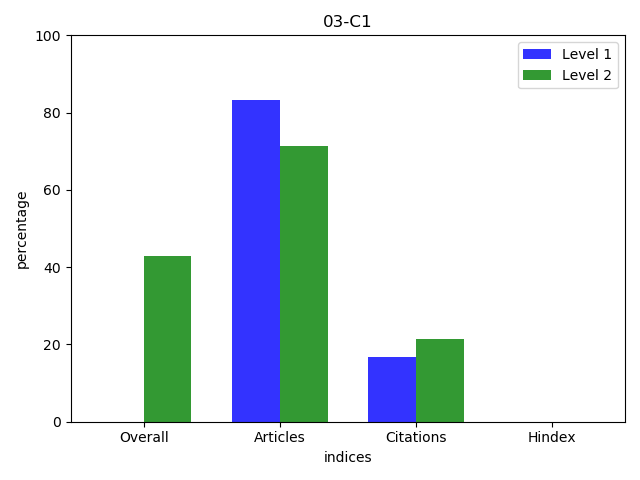 03-C1
Level 1
Level 2
percentage
100
80
60
40
20
0
Overall Articles Citations Hindex
indices